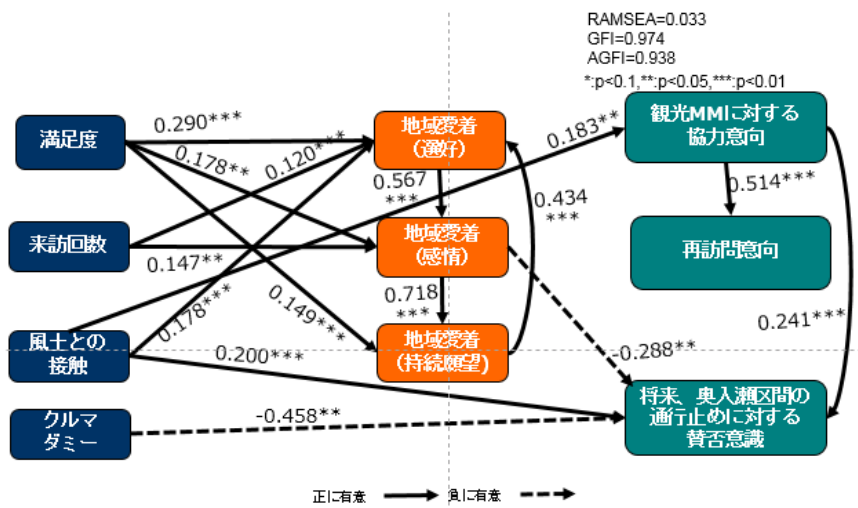 RAMSEA=0.033
GFI=0.974
AGFI=0.938
*:p<0.1,**:p<0.05,***:p<0.01
満足度
0.290***
地域愛着
(選好)
0.183**
観光MMに対する
協力意向
0.178**
0.120***
0.567
***
0.434
***
0.514***
来訪回数
地域愛着
(感情)
再訪問意向
0.147**
0.178***
0.149***
0.718
***
0.241***
風土との
接触
0.200***
地域愛着
(持続願望)
-0.288**
クルマ
ダミー
-0.458**
将来、奥入瀬区間の
通行止めに対する
賛否意識
正に有意
負に有意